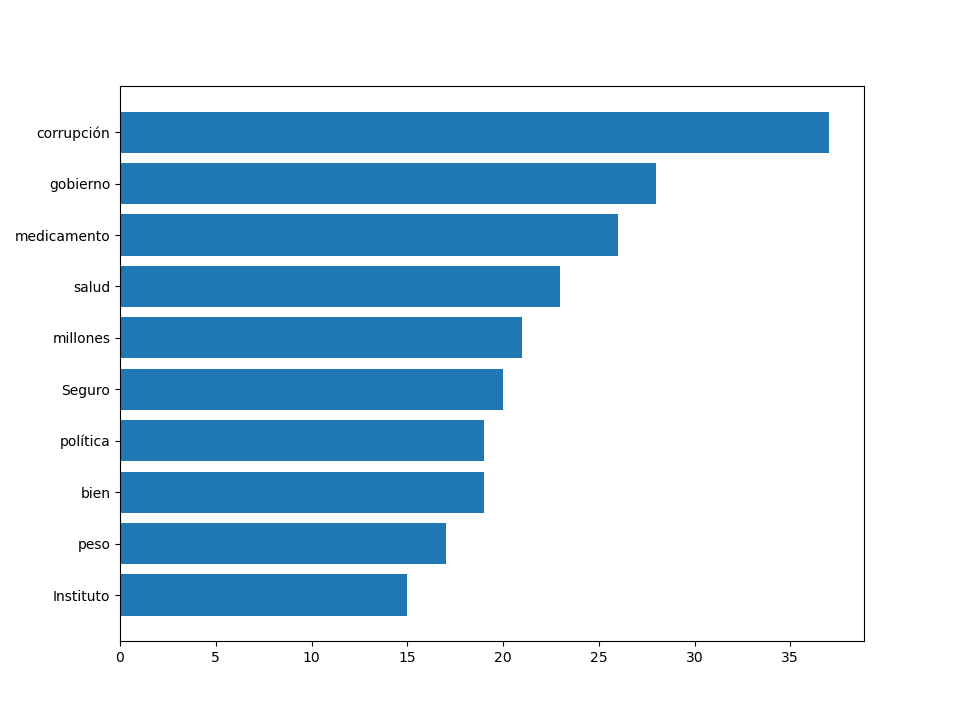 corrupción
gobierno
medicamento
salud
millones
Seguro
política
bien
peso
Instituto
0 5 10 15 20 25 30 35